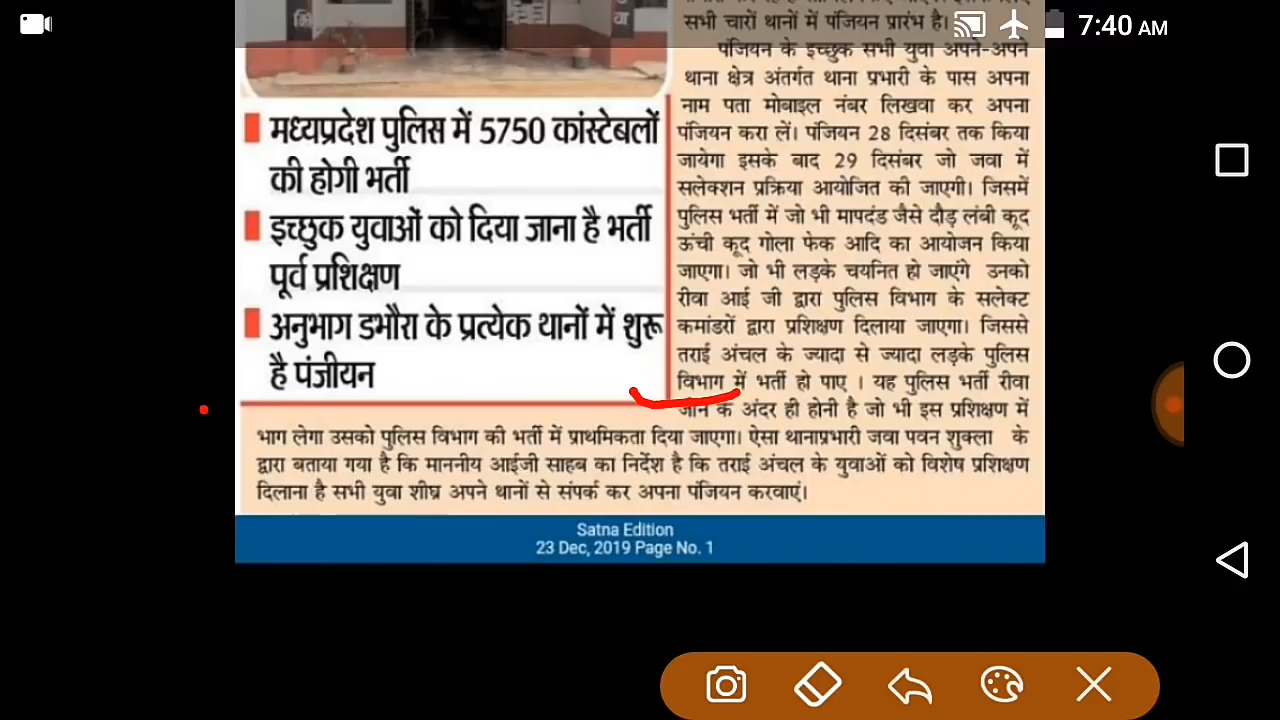 7:40 AM
सभी चारों थानों में पंजियन प्रारंभ है।
पंजियन के इच्छुक सभी युवा अपने-अपने
थाना क्षेत्र अंतर्गत थाना प्रभारी के पास अपना
नाम पता मोबाइल नंबर लिखवा कर अपना
पंजियन करा लें। पंजियन 28 दिसंबर तक किया
जायेगा इसके बाद 29 दिसंबर जो जवा में
सलेक्शन प्रक्रिया आयोजित की जाएगी। जिसमें
पुलिस भर्ती में जो भी मापदंड जैसे दौड़ लंबी कूद
ऊंची कूद गोला फेक आदि का आयोजन किया
जाएगा। जो भी लड़के चयनित हो जाएंगे उनको
रीवा आई जी द्वारा पुलिस विभाग के सलेक्ट
कमांडरों द्वारा प्रशिक्षण दिलाया जाएगा। जिससे
तराई अंचल के ज्यादा से ज्यादा लड़के पुलिस
विभाग में भर्ती हो पाए । यह पुलिस भर्ती रीवा
जोन के अंदर ही होनी है जो भी इस प्रशिक्षण में
भाग लेगा उसको पुलिस विभाग की भर्ती में प्राथमिकता दिया जाएगा। ऐसा थानाप्रभारी जवा पवन शुक्ला के
द्वारा बताया गया है कि माननीय आईजी साहब का निर्देश है कि तराई अंचल के युवाओं को विशेष प्रशिक्षण
दिलाना है सभी युवा शीघ्र अपने थानों से संपर्क कर अपना पंजियन करवाएं।
मध्यप्रदेश पुलिस में 5750 कांस्टेबलों
की होगी भर्ती
इच्छुक युवाओं को दिया जाना है भर्ती
पूर्व प्रशिक्षण
अनुभाग डभौरा के प्रत्येक थानों में शुरू
है पंजीयन
Satna Edition
23 Dec, 2019 Page No. 1